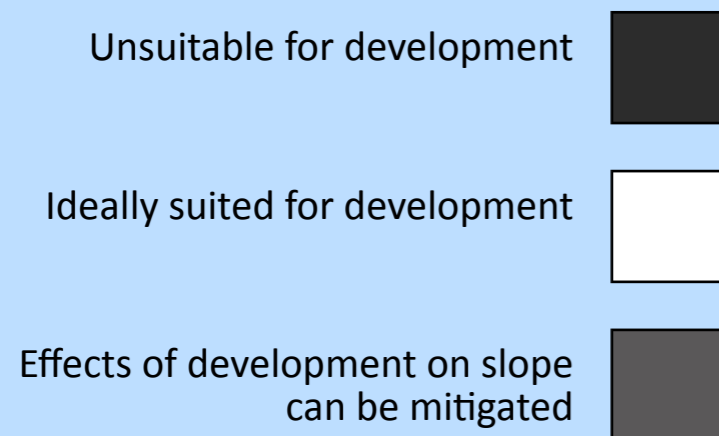 Unsuitable for development
Ideally suited for development
Effects of development on slope
can be mitigated